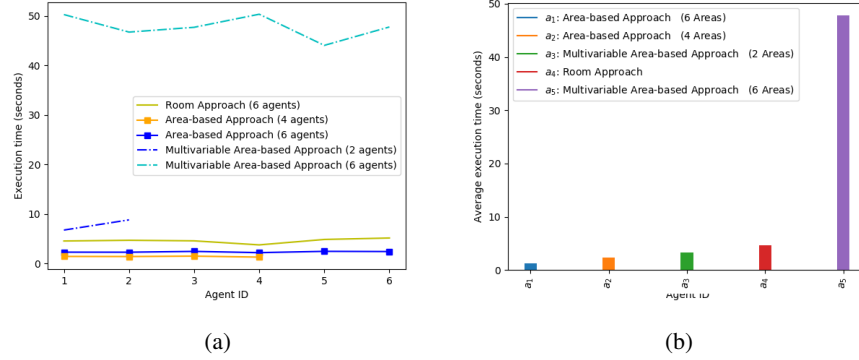 50
40
30
20
10
0
Execution time (seconds)
Room Approach (6 agents)
Area-based Approach (4 agents)
Area-based Approach (6 agents)
Multivariable Area-based Approach (2 agents)
Multivariable Area-based Approach (6 agents)
1 2 3 4 5 6
Agent ID
(a)
50
40
30
20
10
0
Average execution time (seconds)
a₁: Area-based Approach (6 Areas)
a₂: Area-based Approach (4 Areas)
a₃: Multivariable Area-based Approach (2 Areas)
a₄: Room Approach
a₅: Multivariable Area-based Approach (6 Areas)
a₁ a₂ a₃ a₄ a₅
Agent ID
(b)